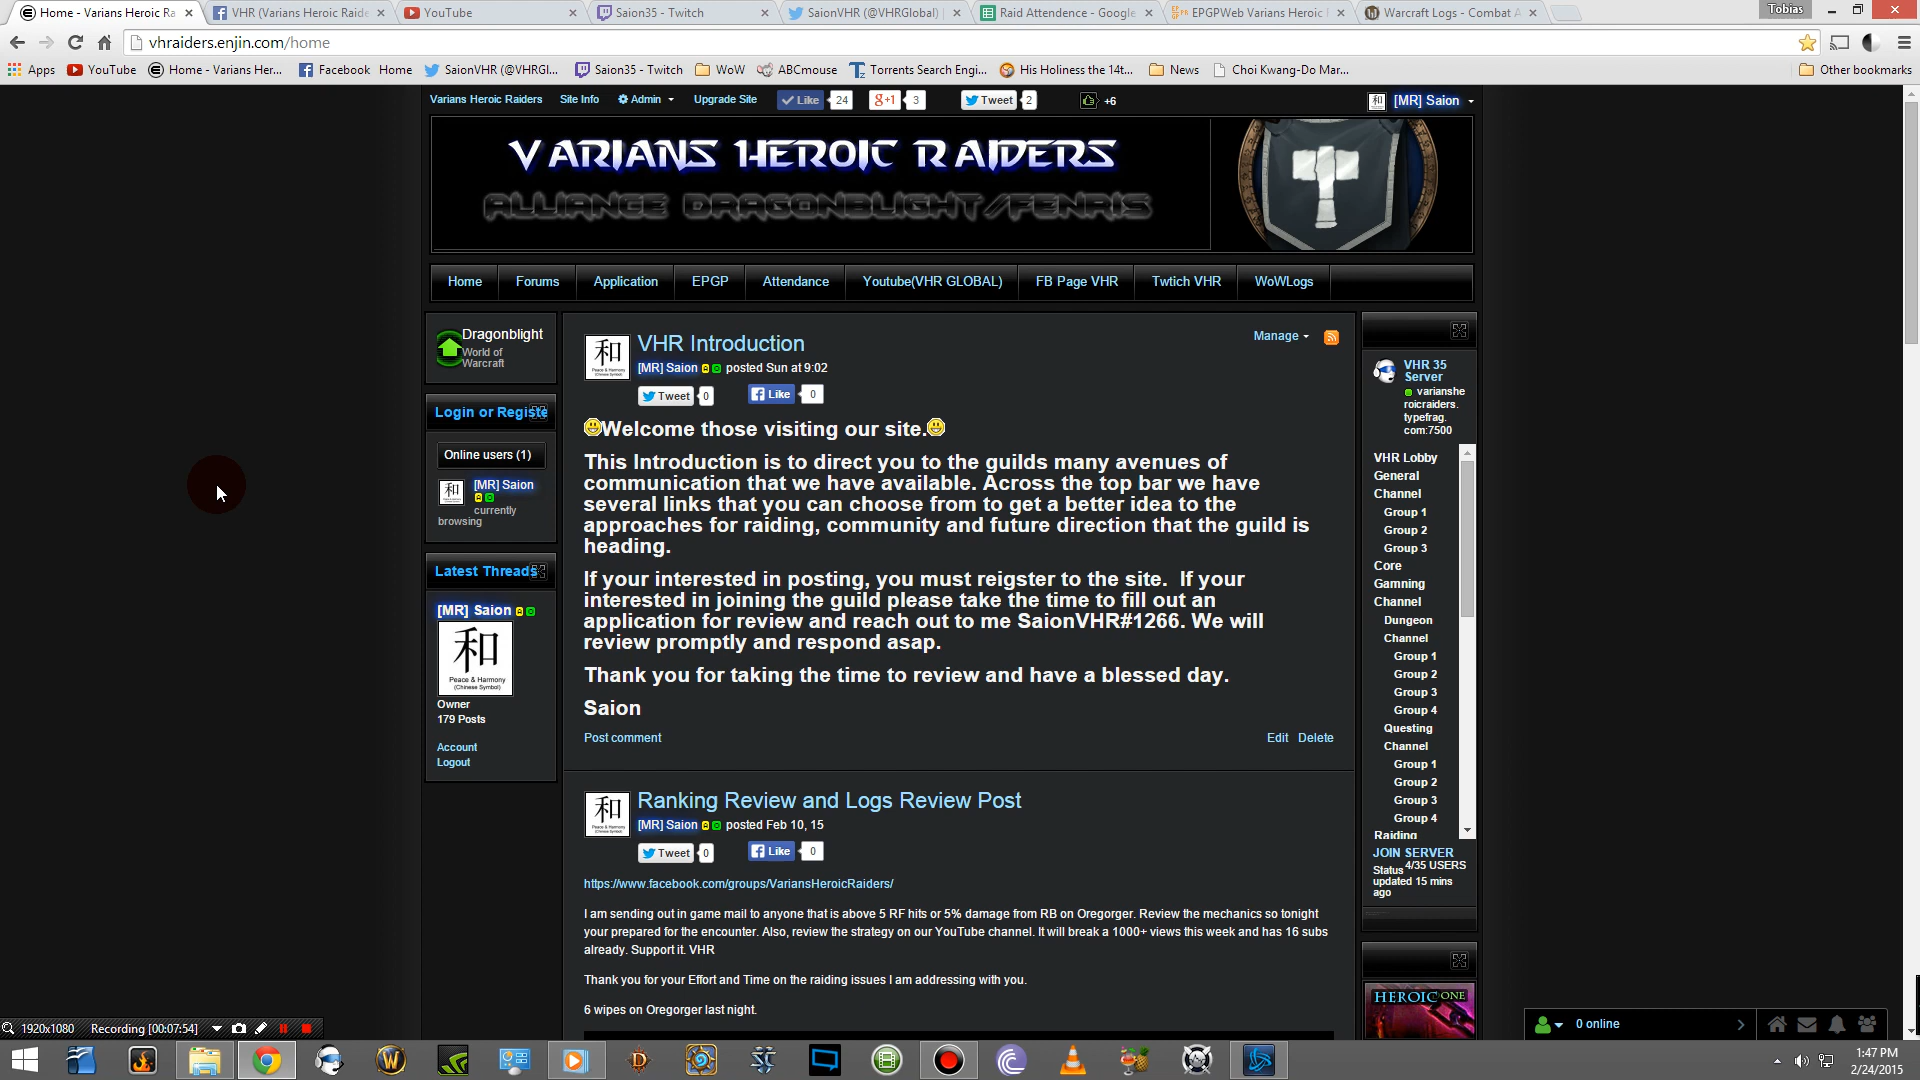 Home - Varians Heroic Ra
VHR (Varians Heroic Raide
YouTube
Saion35 - Twitch
SaionVHR (@VHRGlobal) |
Raid Attendence - Google
EPGPWeb Varians Heroic
Warcraft Logs - Combat A
Tobias
vhraiders.enjin.com/home
Apps
YouTube
Home - Varians Her...
Facebook
Home
SaionVHR (@VHRGl...
Saion35 - Twitch
WoW
ABCmouse
Torrents Search Engi...
His Holiness the 14t...
News
Choi Kwang-Do Mar...
Other bookmarks
Varians Heroic Raiders
Site Info
Admin
Upgrade Site
Like
24
g+1
3
Tweet
2
+6
[MR] Saion
VARIANS HEROIC RAIDERS
ALLIANCE DRAGONBLIGHT/FENRIS
Home
Forums
Application
EPGP
Attendance
Youtube(VHR GLOBAL)
FB Page VHR
Twtich VHR
WoWLogs
Dragonblight
World of
Warcraft
Login or Registe
Online users (1)
[MR] Saion
currently
browsing
Latest Threads
[MR] Saion
和
Peace & Harmony
(Chinese Symbol)
Owner
179 Posts
Account
Logout
VHR Introduction
Manage
[MR] Saion
posted Sun at 9:02
Tweet
0
Like
0
Welcome those visiting our site.
This Introduction is to direct you to the guilds many avenues of
communication that we have available. Across the top bar we have
several links that you can choose from to get a better idea to the
approaches for raiding, community and future direction that the guild is
heading.
If your interested in posting, you must reigster to the site. If your
interested in joining the guild please take the time to fill out an
application for review and reach out to me SaionVHR#1266. We will
review promptly and respond asap.
Thank you for taking the time to review and have a blessed day.
Saion
Post comment
Edit
Delete
Ranking Review and Logs Review Post
[MR] Saion
posted Feb 10, 15
Tweet
0
Like
0
https://www.facebook.com/groups/VariansHeroicRaiders/
I am sending out in game mail to anyone that is above 5 RF hits or 5% damage from RB on Oregorger. Review the mechanics so tonight
your prepared for the encounter. Also, review the strategy on our YouTube channel. It will break a 1000+ views this week and has 16 subs
already. Support it. VHR
Thank you for your Effort and Time on the raiding issues I am addressing with you.
6 wipes on Oregorger last night.
VHR 35
Server
varianshe
roicraiders.
typefrag.
com:7500
VHR Lobby
General
Channel
Group 1
Group 2
Group 3
Core
Gamning
Channel
Dungeon
Channel
Group 1
Group 2
Group 3
Group 4
Questing
Channel
Group 1
Group 2
Group 3
Group 4
Raiding
JOIN SERVER
Status 4/35 USERS
updated 15 mins
ago
HEROIC ONE
0 online
1920x1080
Recording [00:07:54]
1:47 PM
2/24/2015